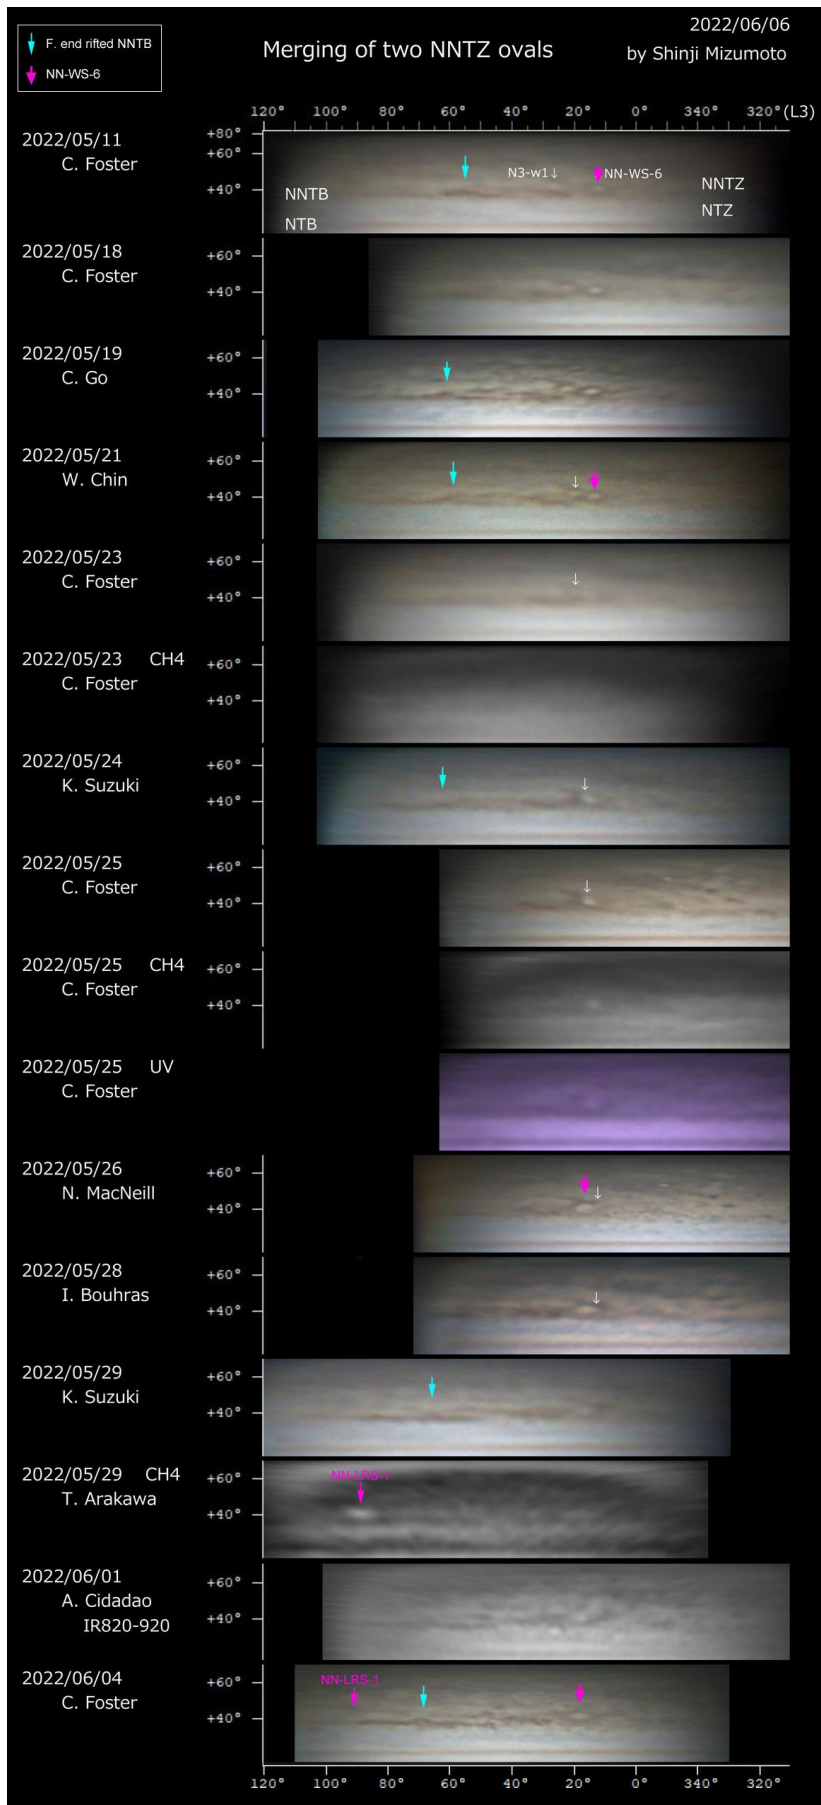 2022/06/06
F. end rifted NNTB
NN-WS-6
Merging of two NNTZ ovals
by Shinji Mizumoto
120° 100° 80° 60° 40° 20° 0° 340° 320° (L3)
2022/05/11
C. Foster
+80°
+60°
+40°
N3-w1↓
NN-WS-6
NNTB
NNTZ
NTZ
NTB
2022/05/18
C. Foster
+60°
+40°
2022/05/19
C. Go
+60°
+40°
2022/05/21
W. Chin
+60°
+40°
2022/05/23
C. Foster
+60°
+40°
2022/05/23 CH4
C. Foster
+60°
+40°
2022/05/24
K. Suzuki
+60°
+40°
2022/05/25
C. Foster
+60°
+40°
2022/05/25 CH4
C. Foster
+60°
+40°
2022/05/25 UV
C. Foster
2022/05/26
N. MacNeill
+60°
+40°
2022/05/28
I. Bouhras
+60°
+40°
2022/05/29
K. Suzuki
+60°
+40°
2022/05/29 CH4
T. Arakawa
+60°
+40°
NN-LRS-1
2022/06/01
A. Cidadao
IR820-920
+60°
+40°
2022/06/04
C. Foster
+60°
+40°
NN-LRS-1
120° 100° 80° 60° 40° 20° 0° 340° 320°